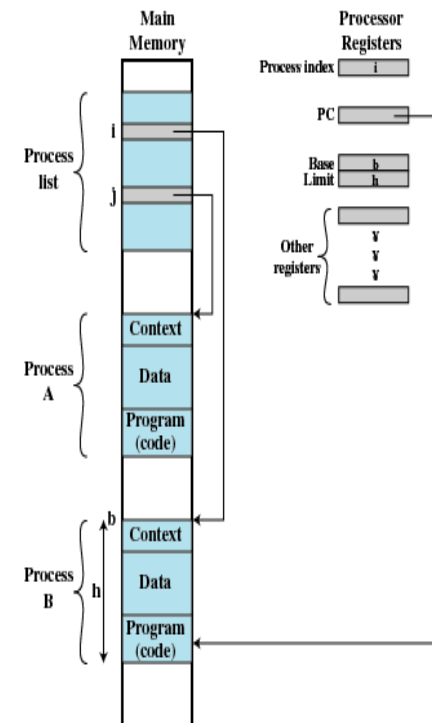 Main
Memory
Processor
Registers
Process index
i
PC
Base
b
Limit
h
Other
registers
ɤ
ɤ
ɤ
i
Process
list
j
Process
A
Context
Data
Program
(code)
b
Process
B
h
Context
Data
Program
(code)